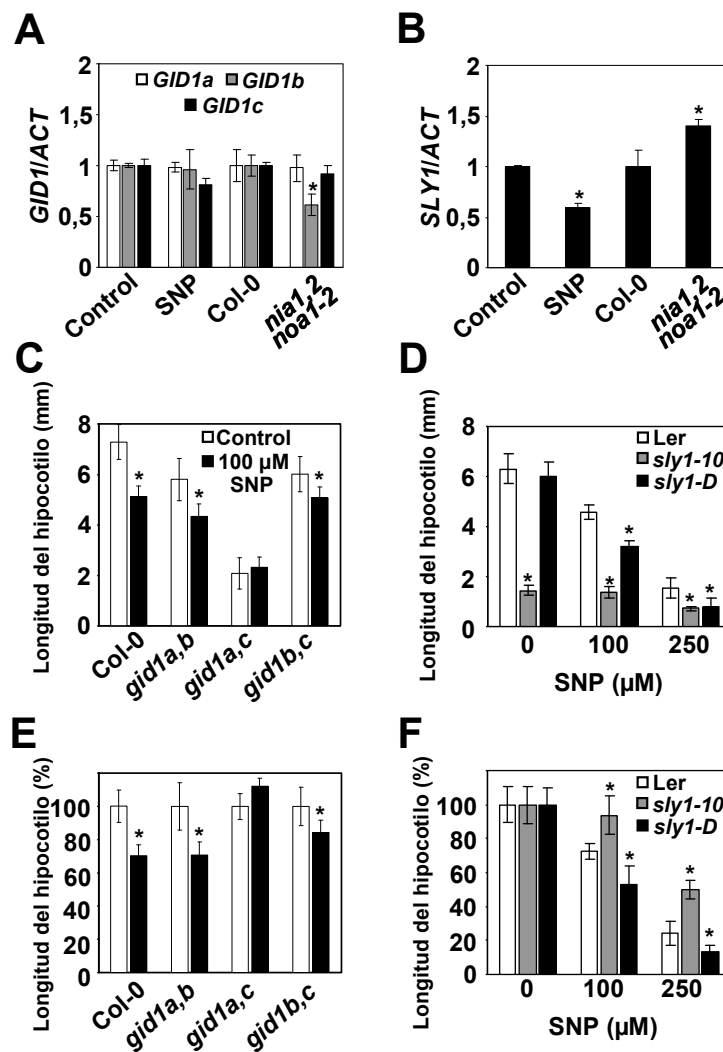 A
GID1a GID1b
GID1c
GID1/ACT
2
1,5
1
0,5
0
Control
SNP
Col-0
nia1,2
noa1-2
B
SLY1/ACT
2
1,5
1
0,5
0
*
*
*
Control
SNP
Col-0
nia1,2
noa1-2
C
Longitud del hipocotilo (mm)
8
6
4
2
0
Control
100 µM
SNP
*
*
*
Col-0
gid1a,b
gid1a,c
gid1b,c
D
Longitud del hipocotilo (mm)
8
6
4
2
0
Ler
sly1-10
sly1-D
* * * * *
0 100 250
SNP (µM)
E
Longitud del hipocotilo (%)
100
80
60
40
20
0
*
*
*
Col-0
gid1a,b
gid1a,c
gid1b,c
F
Longitud del hipocotilo (%)
100
80
60
40
20
0
Ler
sly1-10
sly1-D
* * * *
0 100 250
SNP (µM)